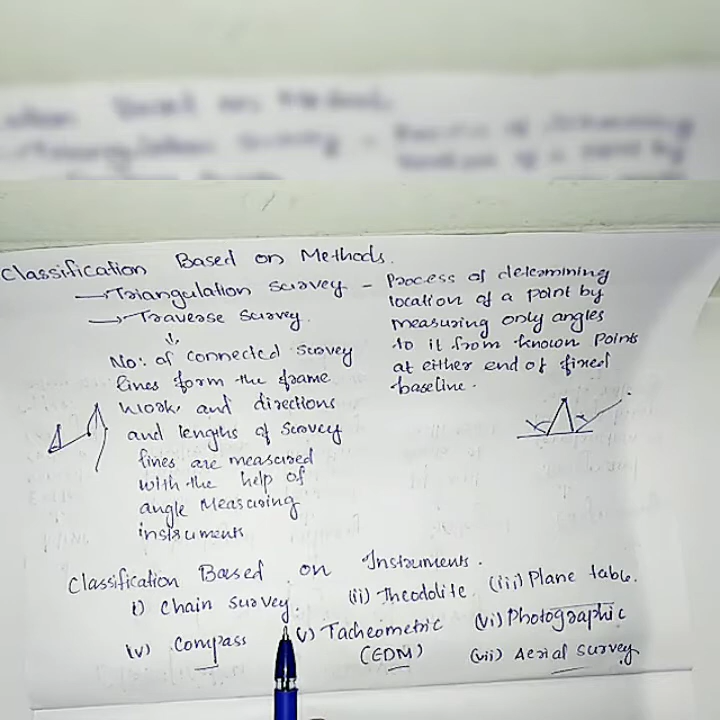 Classification Based on Methods.
→ Triangulation survey - Process of determining
location of a point by
measuring only angles
to it from known points
at either end of fixed
baseline.
→ Traverse survey.
No: of connected survey
lines form the frame
work and directions
and lengths of survey
lines are measured
with the help of
angle measuring
instruments
Classification Based on Instruments.
i) Chain survey. (ii) Theodolite (iii) Plane table.
(iv) Compass (v) Tacheometric (vi) Photographic
(EDM) (vii) Aerial survey